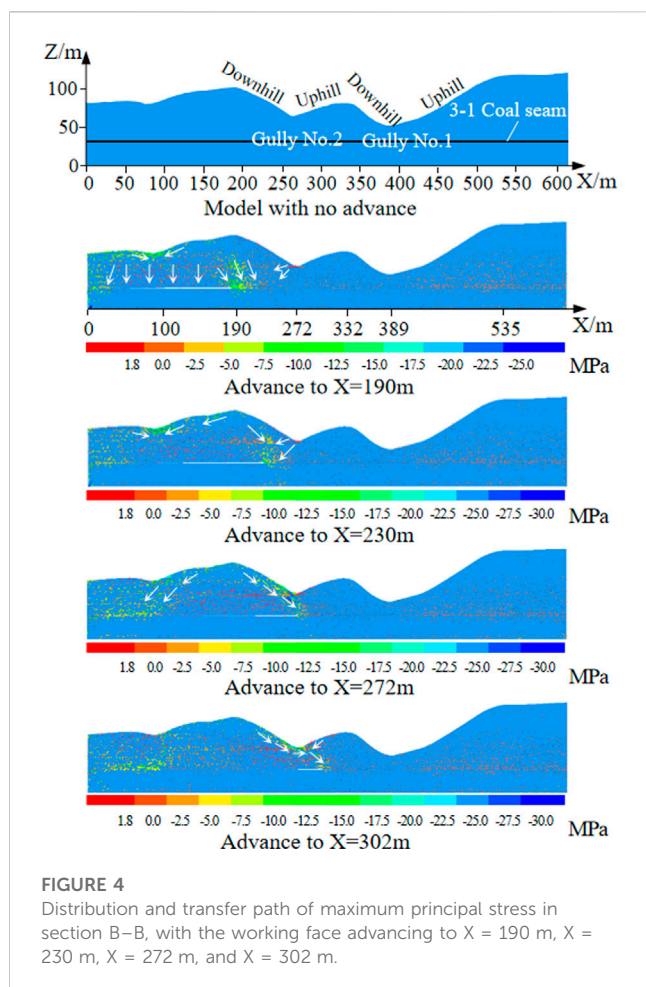 Z/m
Downhill Uphill Downhill Uphill
100
3-1 Coal seam
50
Gully No.2 Gully No.1
0
0 50 100 150 200 250 300 350 400 450 500 550 600 X/m
Model with no advance
0 100 190 272 332 389 535 X/m
1.8 0.0 -2.5 -5.0 -7.5 -10.0 -12.5 -15.0 -17.5 -20.0 -22.5 -25.0 MPa
Advance to X=190m
1.8 0.0 -2.5 -5.0 -7.5 -10.0 -12.5 -15.0 -17.5 -20.0 -22.5 -25.0 -27.5 -30.0 MPa
Advance to X=230m
1.8 0.0 -2.5 -5.0 -7.5 -10.0 -12.5 -15.0 -17.5 -20.0 -22.5 -25.0 -27.5 -30.0 MPa
Advance to X=272m
1.8 0.0 -2.5 -5.0 -7.5 -10.0 -12.5 -15.0 -17.5 -20.0 -22.5 -25.0 -27.5 -30.0 MPa
Advance to X=302m
FIGURE 4
Distribution and transfer path of maximum principal stress in
section B–B, with the working face advancing to X = 190 m, X =
230 m, X = 272 m, and X = 302 m.